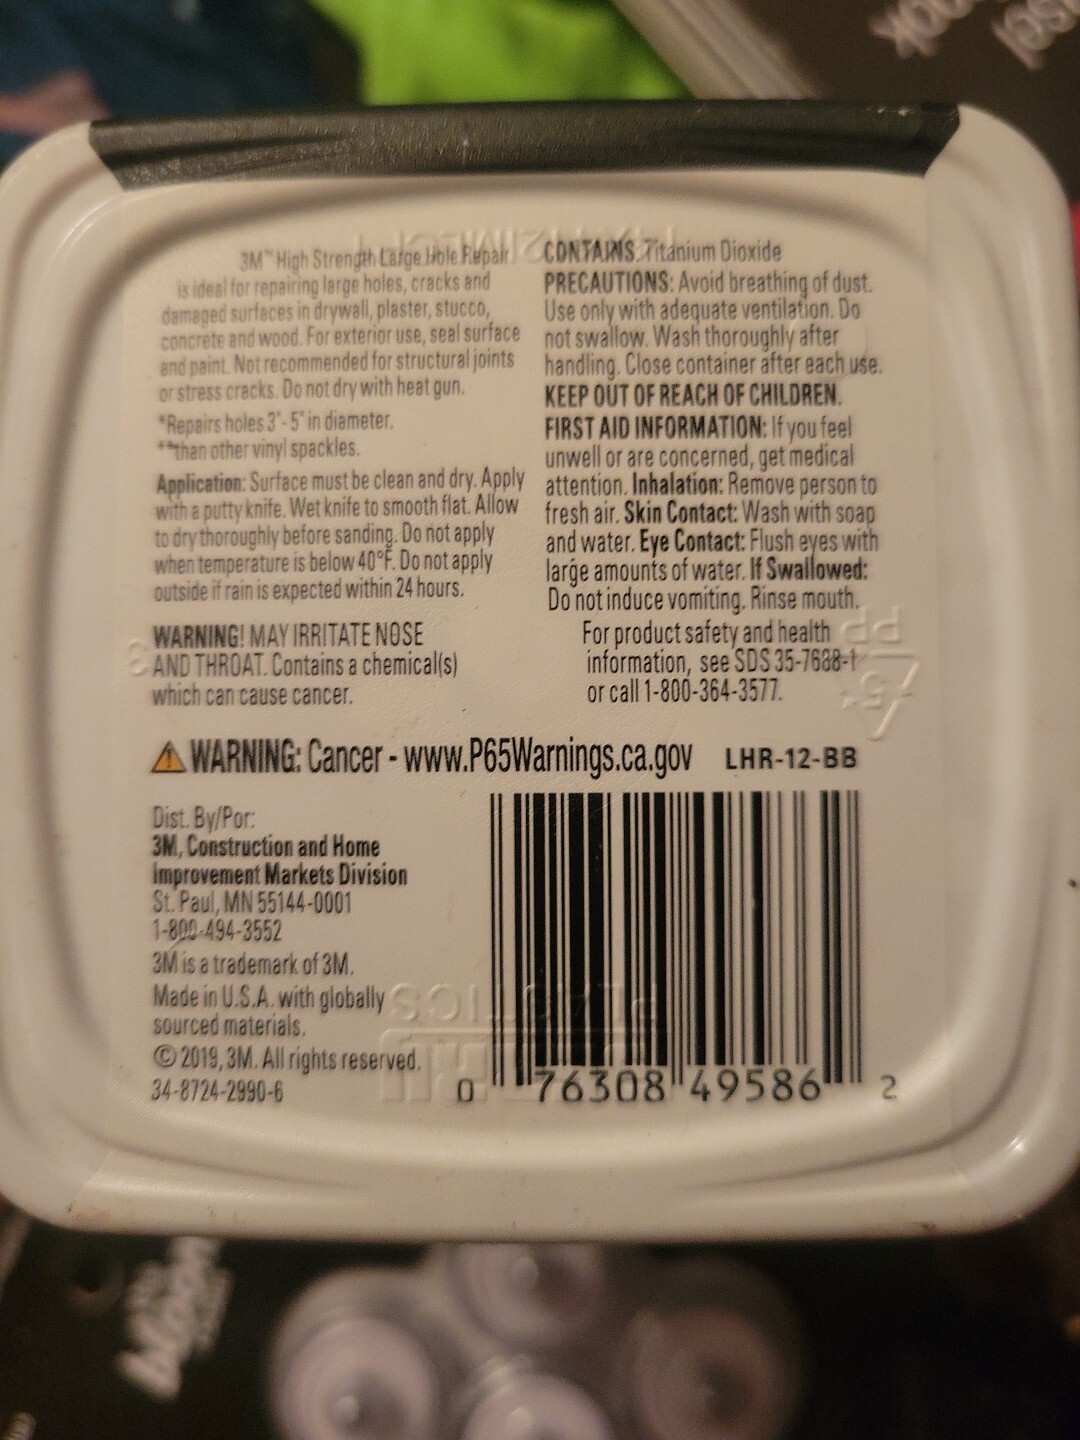 3M™ High Strength Large Hole Repair
is ideal for repairing large holes, cracks and
damaged surfaces in drywall, plaster, stucco,
concrete and wood. For exterior use, seal surface
and paint. Not recommended for structural joints
or stress cracks. Do not dry with heat gun.
*Repairs holes 3"- 5" in diameter.
**than other vinyl spackles.
Application: Surface must be clean and dry. Apply
with a putty knife. Wet knife to smooth flat. Allow
to dry thoroughly before sanding. Do not apply
when temperature is below 40°F. Do not apply
outside if rain is expected within 24 hours.
WARNING! MAY IRRITATE NOSE
AND THROAT. Contains a chemical(s)
which can cause cancer.
CONTAINS: Titanium Dioxide
PRECAUTIONS: Avoid breathing of dust.
Use only with adequate ventilation. Do
not swallow. Wash thoroughly after
handling. Close container after each use.
KEEP OUT OF REACH OF CHILDREN.
FIRST AID INFORMATION: If you feel
unwell or are concerned, get medical
attention. Inhalation: Remove person to
fresh air. Skin Contact: Wash with soap
and water. Eye Contact: Flush eyes with
large amounts of water. If Swallowed:
Do not induce vomiting. Rinse mouth.
For product safety and health
information, see SDS 35-7688-1
or call 1-800-364-3577.
PP
5
⚠ WARNING: Cancer - www.P65Warnings.ca.gov LHR-12-BB
Dist. By/Por:
3M, Construction and Home
Improvement Markets Division
St. Paul, MN 55144-0001
1-800-494-3552
3M is a trademark of 3M.
Made in U.S.A. with globally
sourced materials.
© 2019, 3M. All rights reserved.
34-8724-2990-6
PLASTICS
0 76308 49586 2